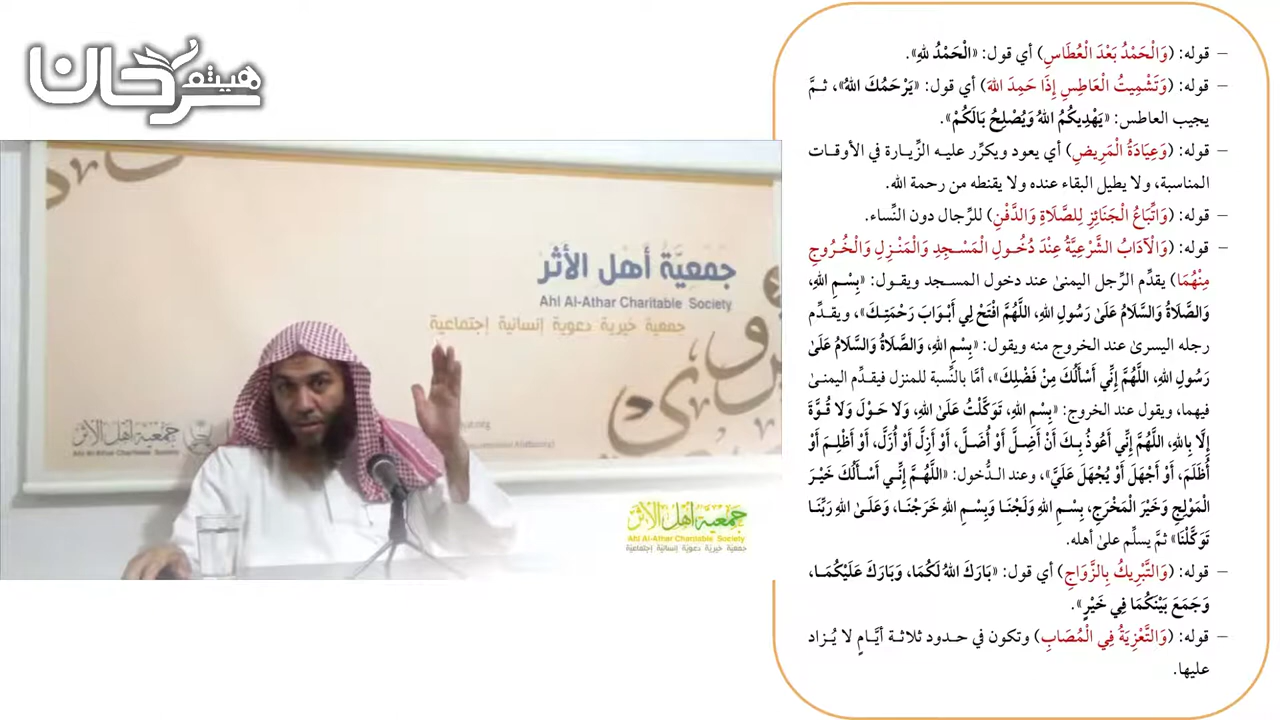 هيثم
سرحان
جمعية أهل الأثر
Ahl Al-Athar Charitable Society
جمعية خيرية دعوية إنسانية إجتماعية
جمعية أهل الأثر
Ahl Al-Athar Charitable Society
جمعية أهل الأثر
Ahl Al-Athar Charitable Society
جمعية خيرية دعوية إنسانية إجتماعية
– قوله: (وَالْحَمْدُ بَعْدَ الْعُطَاسِ) أي قول: «الْحَمْدُ للهِ».
– قوله: (وَتَشْمِيتُ الْعَاطِسِ إِذَا حَمِدَ اللهَ) أي قول: «يَرْحَمُكَ اللهُ»، ثمَّ
يجيب العاطس: «يَهْدِيكُمُ اللهُ وَيُصْلِحُ بَالَكُمْ».
– قوله: (وَعِيَادَةُ الْمَرِيضِ) أي يعود ويكرِّر عليه الزِّيارة في الأوقات
المناسبة، ولا يطيل البقاء عنده ولا يقنطه من رحمة الله.
– قوله: (وَاتِّبَاعُ الْجَنَائِزِ لِلصَّلَاةِ وَالدَّفْنِ) للرِّجال دون النِّساء.
– قوله: (وَالْآدَابُ الشَّرْعِيَّةُ عِنْدَ دُخُولِ الْمَسْجِدِ وَالْمَنْزِلِ وَالْخُرُوجِ
مِنْهُمَا) يقدِّم الرِّجل اليمنىٰ عند دخول المسجد ويقول: «بِسْمِ اللهِ،
وَالصَّلَاةُ وَالسَّلَامُ عَلَىٰ رَسُولِ اللهِ، اللَّهُمَّ افْتَحْ لِي أَبْوَابَ رَحْمَتِكَ»، ويقدِّم
رجله اليسرىٰ عند الخروج منه ويقول: «بِسْمِ اللهِ، وَالصَّلَاةُ وَالسَّلَامُ عَلَىٰ
رَسُولِ اللهِ، اللَّهُمَّ إِنِّي أَسْأَلُكَ مِنْ فَضْلِكَ»، أمَّا بالنِّسبة للمنزل فيقدِّم اليمنىٰ
فيهما، ويقول عند الخروج: «بِسْمِ اللهِ، تَوَكَّلْتُ عَلَىٰ اللهِ، وَلَا حَوْلَ وَلَا قُوَّةَ
إِلَّا بِاللهِ، اللَّهُمَّ إِنِّي أَعُوذُ بِكَ أَنْ أَضِلَّ أَوْ أُضَلَّ، أَوْ أَزِلَّ أَوْ أُزَلَّ، أَوْ أَظْلِمَ أَوْ
أُظْلَمَ، أَوْ أَجْهَلَ أَوْ يُجْهَلَ عَلَيَّ»، وعند الدُّخول: «اللَّهُمَّ إِنِّي أَسْأَلُكَ خَيْرَ
الْمَوْلِجِ وَخَيْرَ الْمَخْرَجِ، بِسْمِ اللهِ وَلَجْنَا وَبِسْمِ اللهِ خَرَجْنَا، وَعَلَىٰ اللهِ رَبِّنَا
تَوَكَّلْنَا» ثمَّ يسلِّم علىٰ أهله.
– قوله: (وَالتَّبْرِيكُ بِالزَّوَاجِ) أي قول: «بَارَكَ اللهُ لَكُمَا، وَبَارَكَ عَلَيْكُمَا،
وَجَمَعَ بَيْنَكُمَا فِي خَيْرٍ».
– قوله: (وَالتَّعْزِيَةُ فِي الْمُصَابِ) وتكون في حدود ثلاثة أيَّامٍ لا يُزاد
عليها.